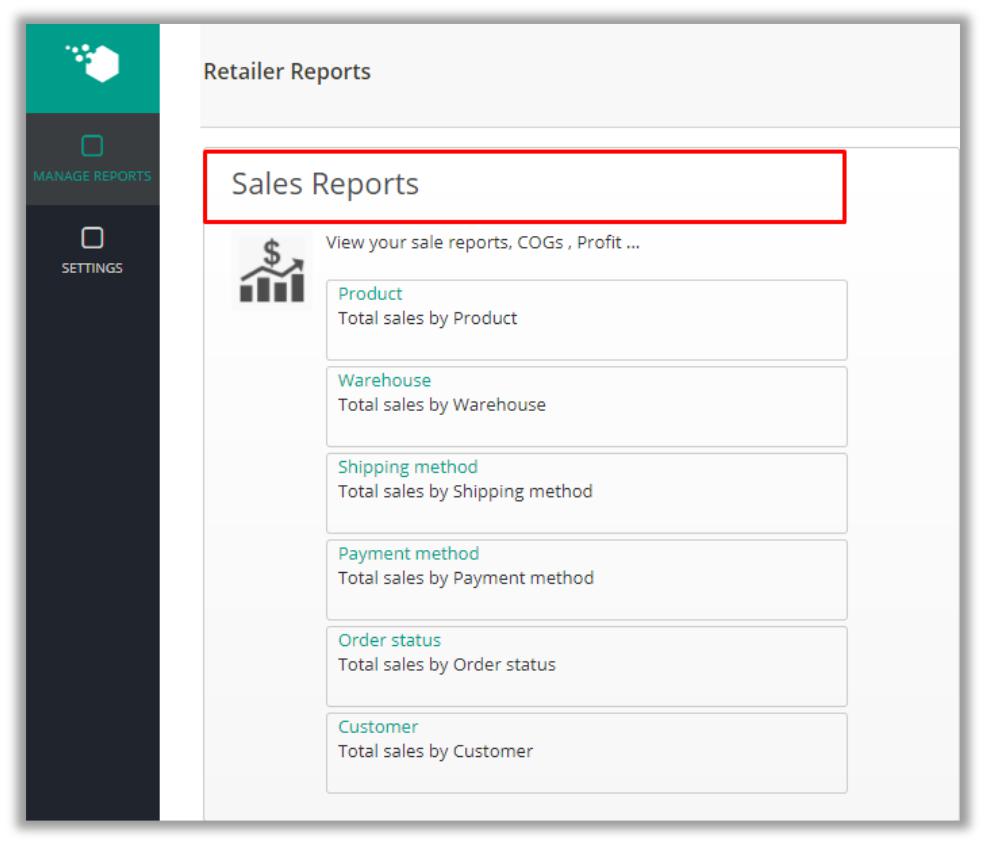 Retailer Reports
MANAGE REPORTS
SETTINGS
Sales Reports
$
View your sale reports, COGs , Profit ...
Product
Total sales by Product
Warehouse
Total sales by Warehouse
Shipping method
Total sales by Shipping method
Payment method
Total sales by Payment method
Order status
Total sales by Order status
Customer
Total sales by Customer